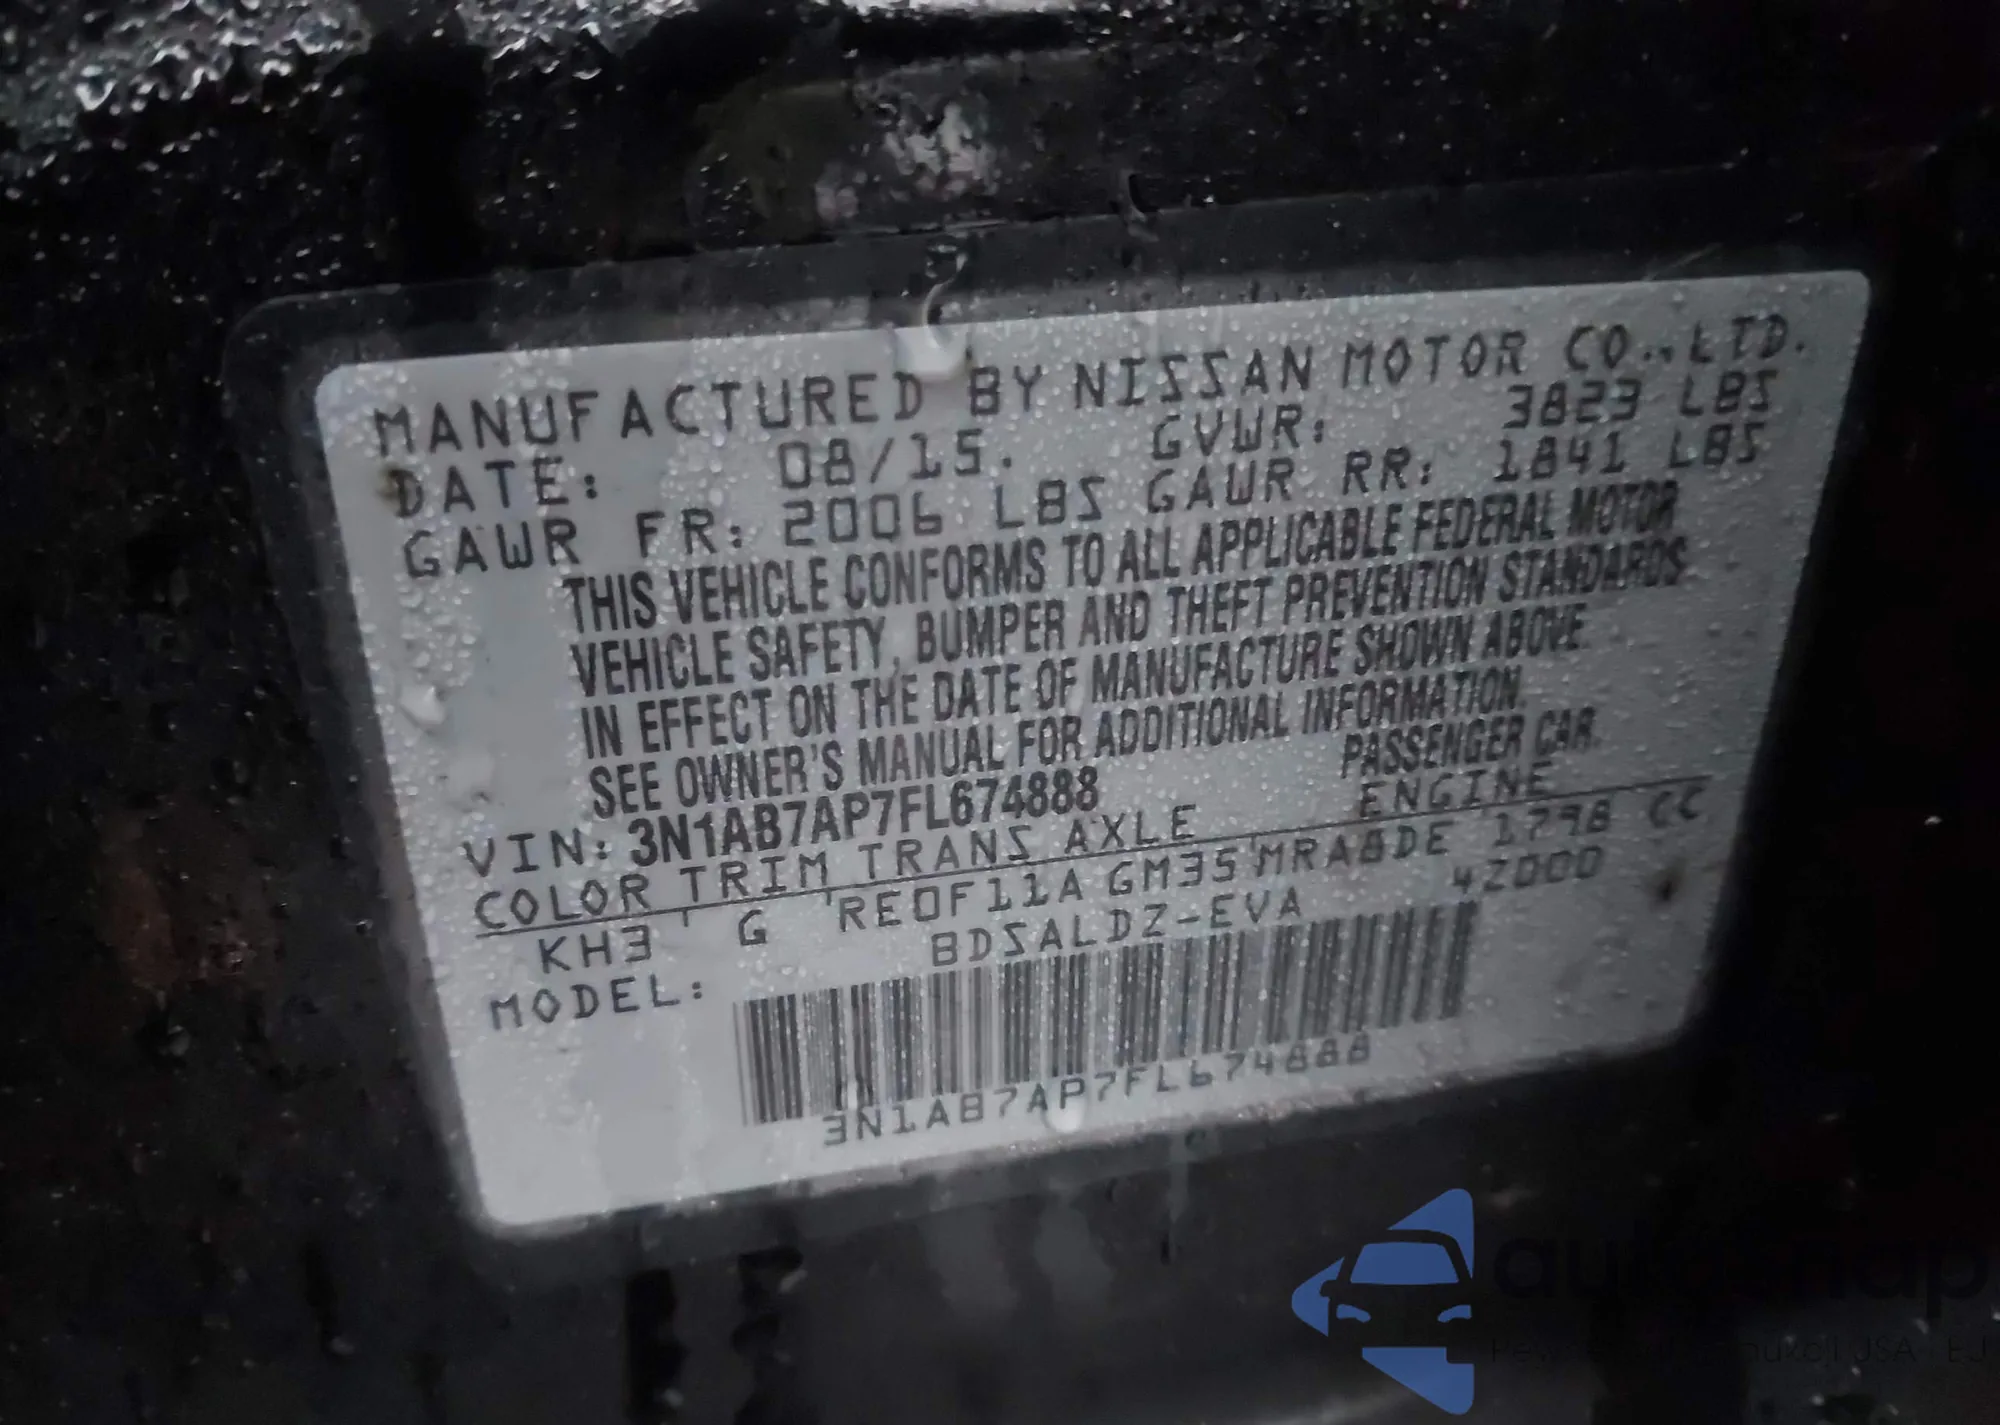 MANUFACTURED BY NISSAN MOTOR CO., LTD.
DATE: 08/15. GVWR: 3823 LBS
GAWR FR: 2006 LBS GAWR RR: 1841 LBS
THIS VEHICLE CONFORMS TO ALL APPLICABLE FEDERAL MOTOR
VEHICLE SAFETY, BUMPER AND THEFT PREVENTION STANDARDS
IN EFFECT ON THE DATE OF MANUFACTURE SHOWN ABOVE.
SEE OWNER'S MANUAL FOR ADDITIONAL INFORMATION.
VIN: 3N1AB7AP7FL674888 PASSENGER CAR.
COLOR TRIM TRANS AXLE ENGINE
KH3 G RE0F11A GM35 MRA8DE 1798 CC
MODEL: BDSALDZ-EVA 4Z000
3N1AB7AP7FL674888